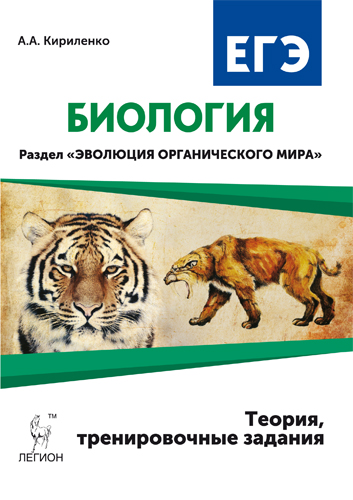 А.А. Кириленко
ЕГЭ
БИОЛОГИЯ
Раздел «ЭВОЛЮЦИЯ ОРГАНИЧЕСКОГО МИРА»
Теория,
тренировочные задания
TM
ЛЕГИОН